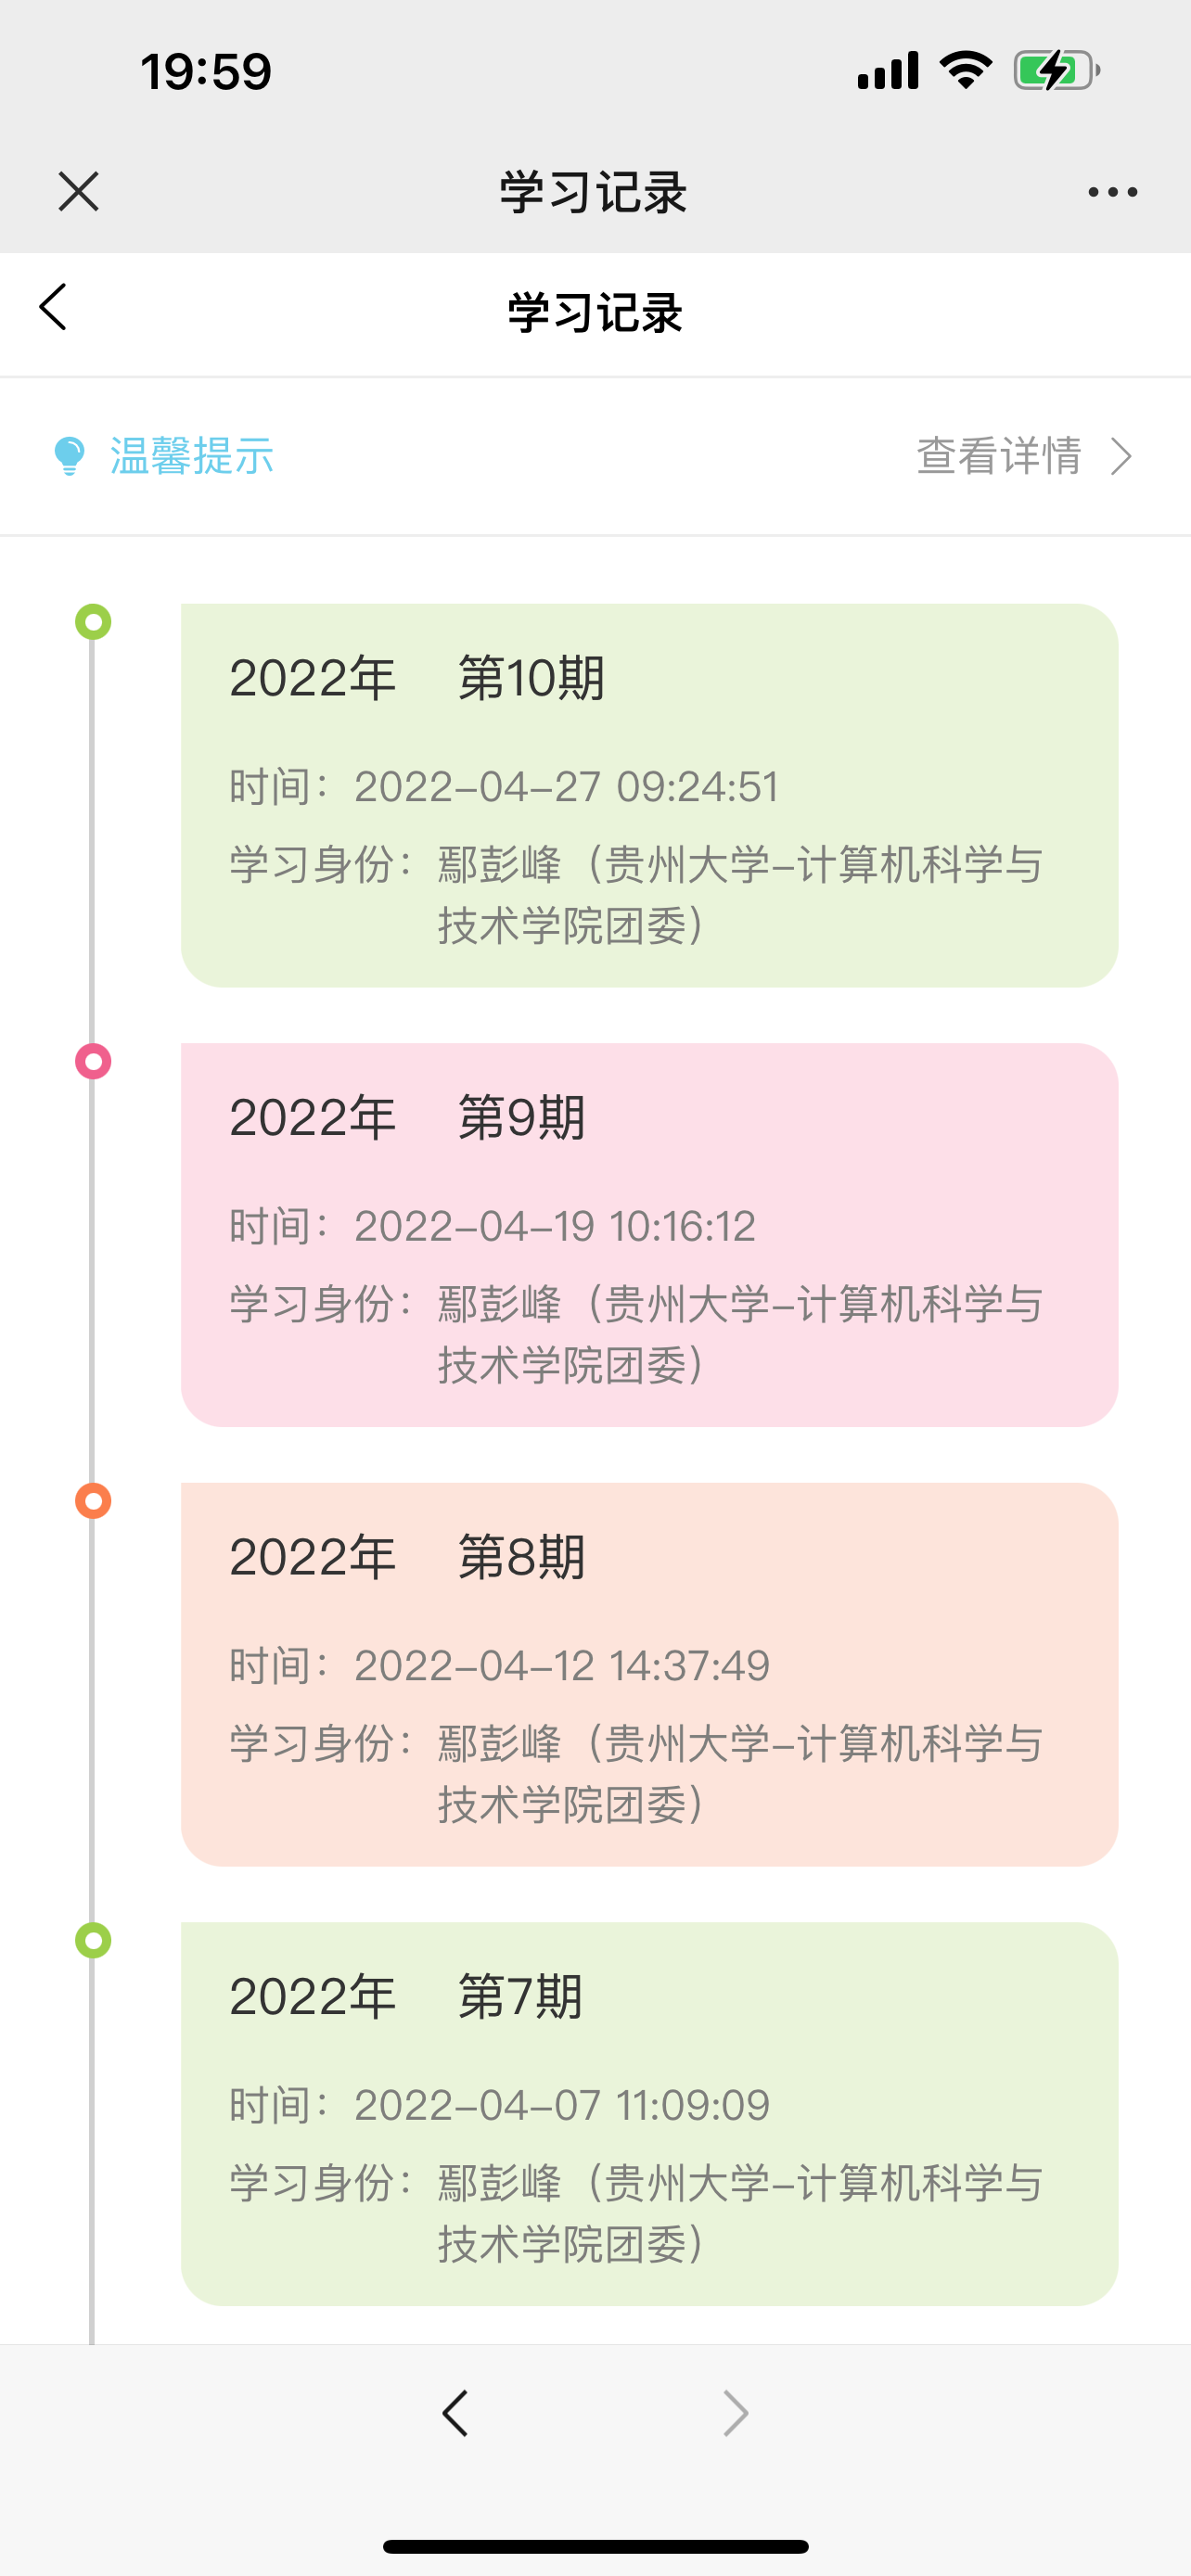 19:59
学习记录
学习记录
温馨提示 查看详情
2022年 第10期
时间：2022-04-27 09:24:51
学习身份：鄢彭峰（贵州大学-计算机科学与
技术学院团委）
2022年 第9期
时间：2022-04-19 10:16:12
学习身份：鄢彭峰（贵州大学-计算机科学与
技术学院团委）
2022年 第8期
时间：2022-04-12 14:37:49
学习身份：鄢彭峰（贵州大学-计算机科学与
技术学院团委）
2022年 第7期
时间：2022-04-07 11:09:09
学习身份：鄢彭峰（贵州大学-计算机科学与
技术学院团委）